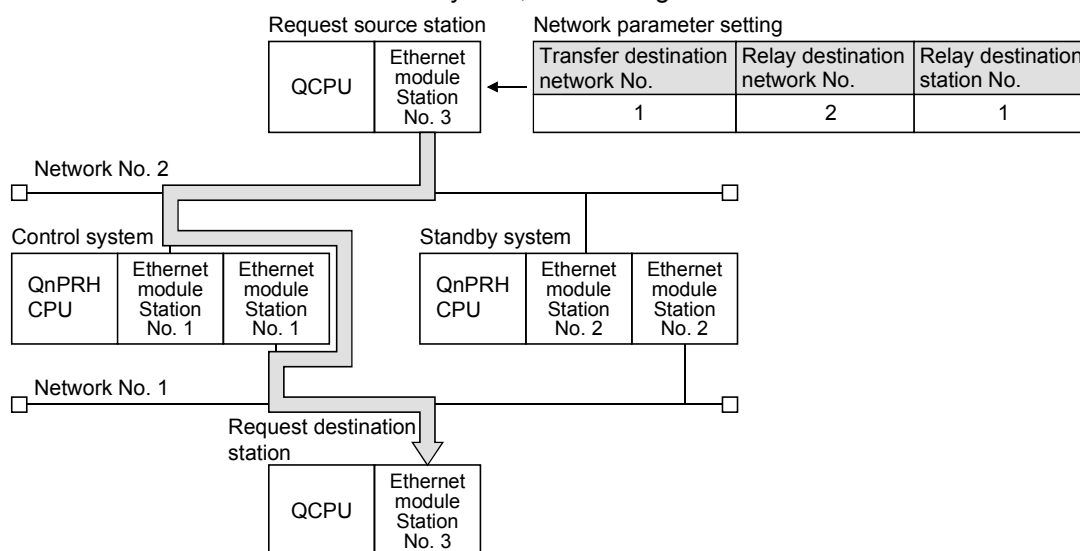 Request source station
Network parameter setting
QCPU
Ethernet
module
Station
No. 3
Transfer destination
network No.
Relay destination
network No.
Relay destination
station No.
1
2
1
Network No. 2
Control system
Standby system
QnPRH
CPU
Ethernet
module
Station
No. 1
Ethernet
module
Station
No. 1
QnPRH
CPU
Ethernet
module
Station
No. 2
Ethernet
module
Station
No. 2
Network No. 1
Request destination
station
QCPU
Ethernet
module
Station
No. 3